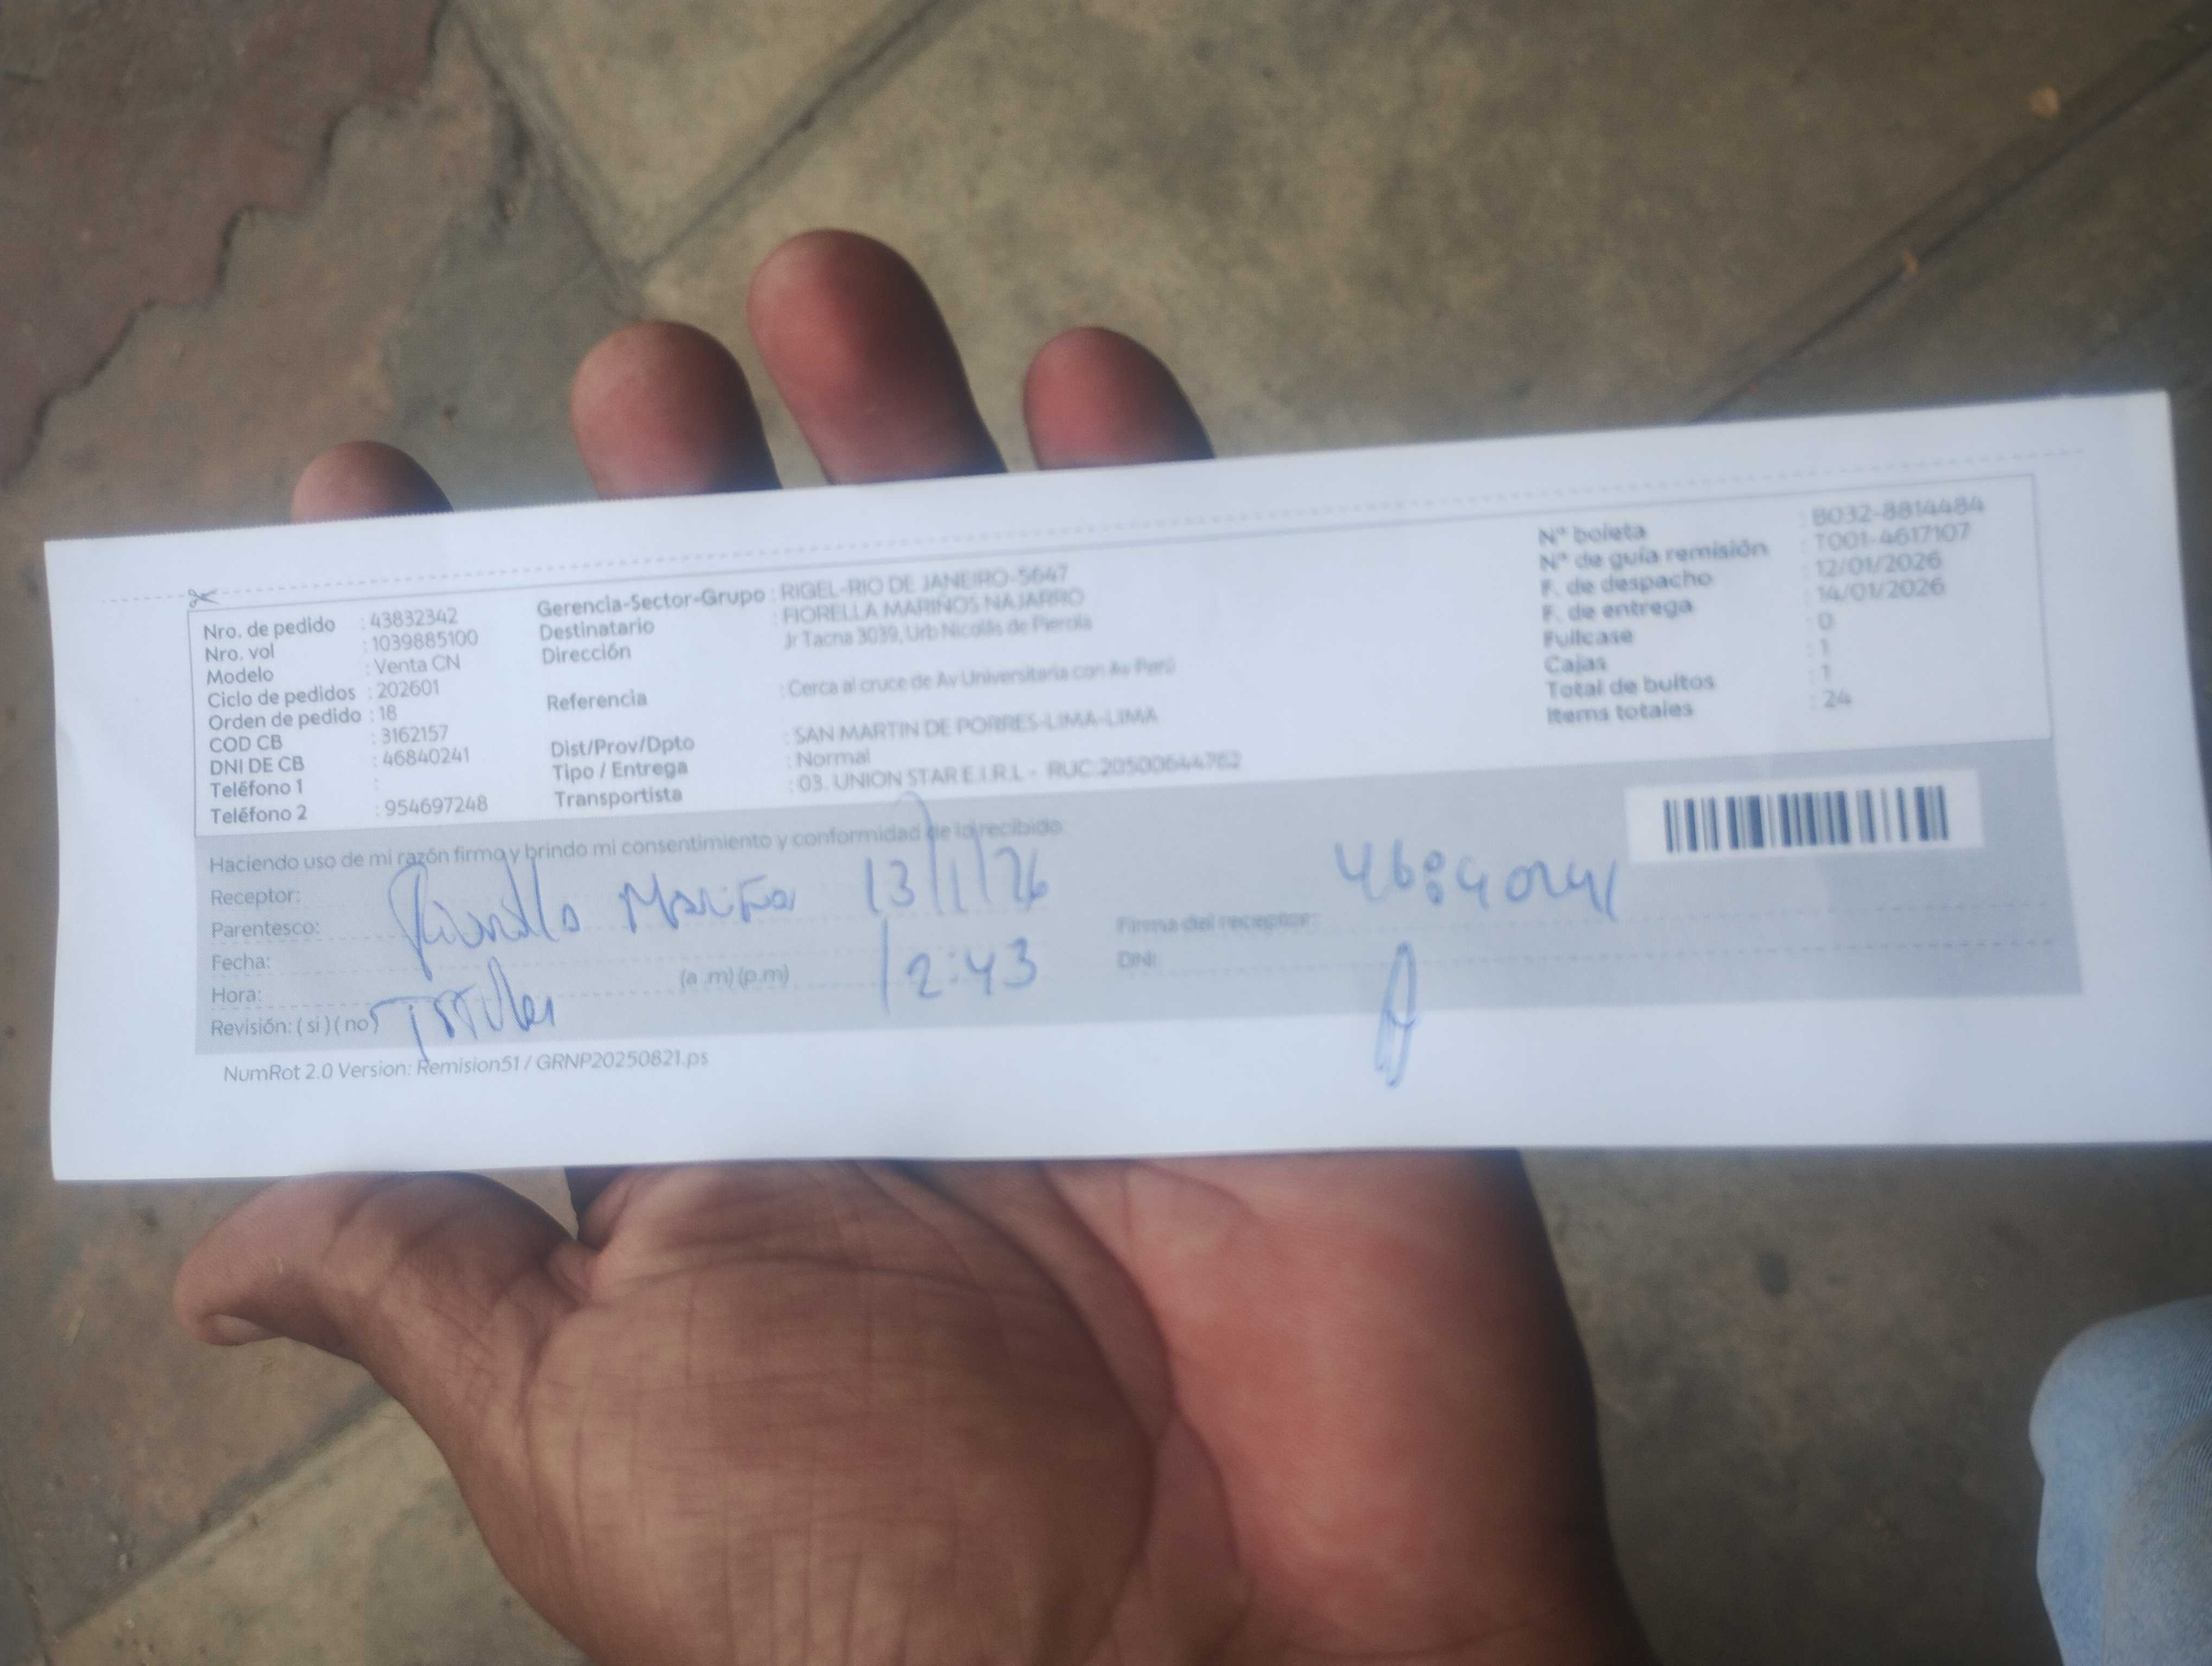 Nro. de pedido : 43832342
Nro. vol : 1039885100
Modelo : Venta CN
Ciclo de pedidos : 202601
Orden de pedido : 18
COD CB : 3162157
DNI DE CB : 46840241
Teléfono 1 :
Teléfono 2 : 954697248
Gerencia-Sector-Grupo : RIGEL-RIO DE JANEIRO-5647
Destinatario : FIORELLA MARIÑOS NAJARRO
Dirección Jr Tacna 3039, Urb Nicolás de Pierola
Referencia : Cerca al cruce de Av Universitaria con Av Perú
Dist/Prov/Dpto : SAN MARTIN DE PORRES-LIMA-LIMA
Tipo / Entrega : Normal
Transportista : 03. UNION STAR E.I.R.L - RUC:
N° boleta : B032-8814484
N° de guía remisión : T001-4617107
F. de despacho : 12/01/2026
F. de entrega : 14/01/2026
Fullcase : 0
Cajas : 1
Total de bultos : 1
Items totales : 24
Haciendo uso de mi razón firmo y brindo mi consentimiento y conformidad de lo recibido:
Receptor:
Parentesco:
Fecha: 13/1/26
Hora: (a .m) (p.m) 12:43
Revisión: ( si ) ( no )
Firma del receptor:
DNI:
NumRot 2.0 Version: Remision51 / GRNP20250821.ps